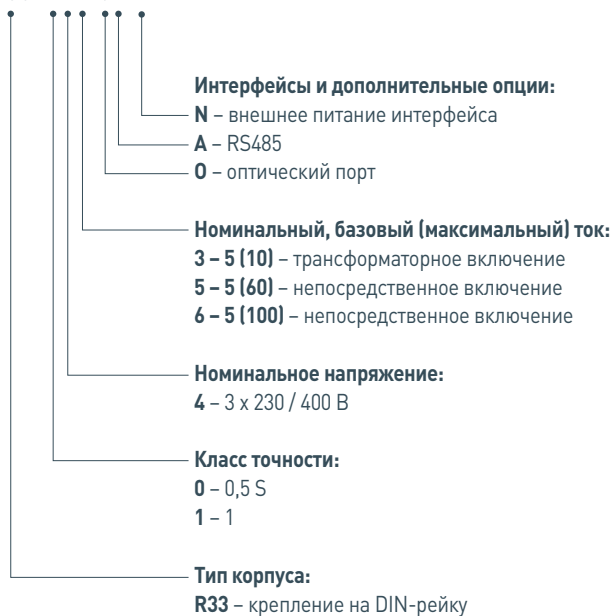 Интерфейсы и дополнительные опции:
N – внешнее питание интерфейса
A – RS485
O – оптический порт
Номинальный, базовый (максимальный) ток:
3 – 5 (10) – трансформаторное включение
5 – 5 (60) – непосредственное включение
6 – 5 (100) – непосредственное включение
Номинальное напряжение:
4 – 3 x 230 / 400 В
Класс точности:
0 – 0,5 S
1 – 1
Тип корпуса:
R33 – крепление на DIN-рейку